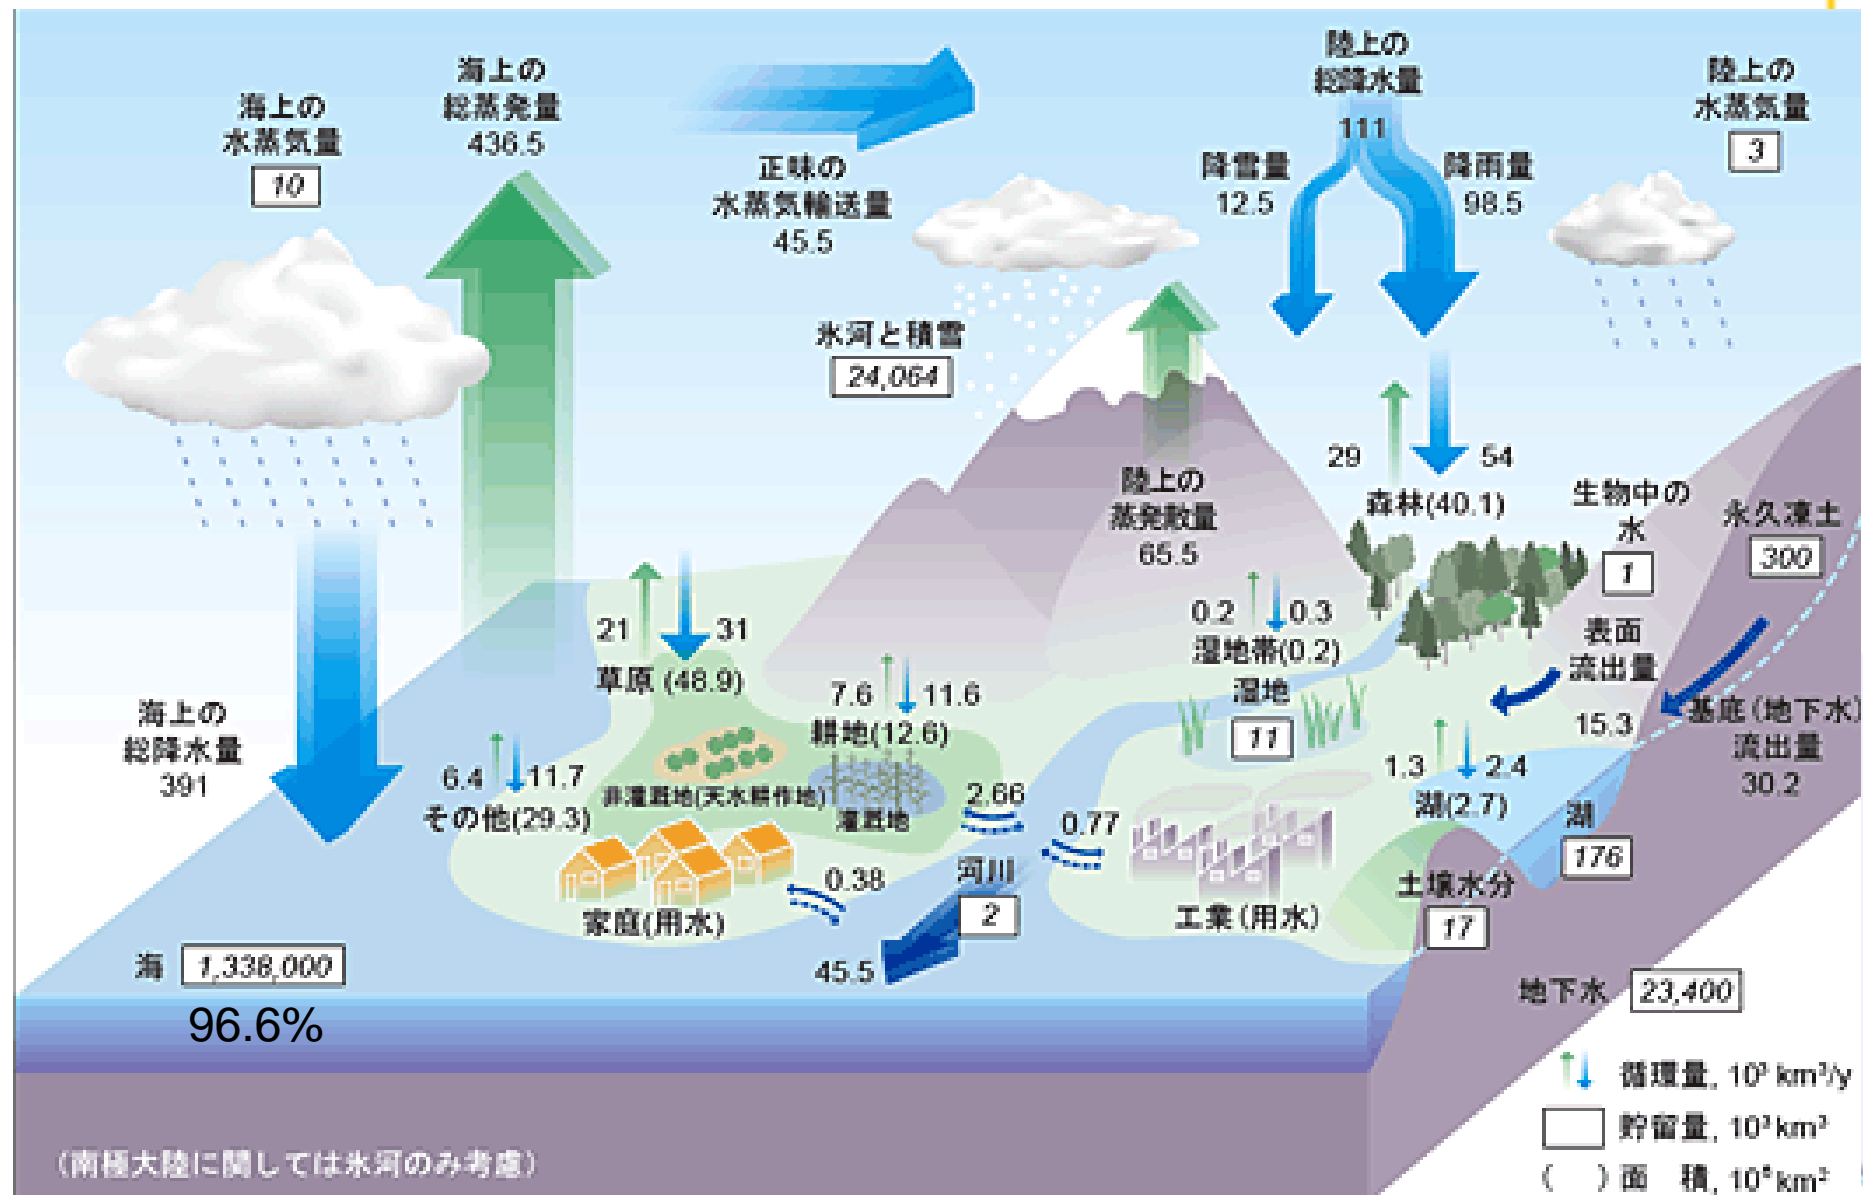 海上の
水蒸気量
10
海上の
総蒸発量
436.5
正味の
水蒸気輸送量
45.5
陸上の
総降水量
111
降雪量
12.5
降雨量
98.5
陸上の
水蒸気量
3
氷河と積雪
24,064
陸上の
蒸発散量
65.5
29
54
森林(40.1)
生物中の
水
1
永久凍土
300
21
31
草原 (48.9)
0.2
0.3
湿地帯(0.2)
湿地
11
表面
流出量
15.3
基底(地下水)
流出量
30.2
海上の
総降水量
391
7.6
11.6
耕地(12.6)
6.4
11.7
その他(29.3)
非灌漑地(天水耕作地)
灌漑地
2.66
0.77
1.3
2.4
湖(2.7)
湖
176
家庭(用水)
0.38
河川
2
45.5
工業(用水)
土壌水分
17
海 1,338,000
96.6%
地下水 23,400
循環量, 10³ km³/y
貯留量, 10³ km³
( )面 積, 10⁶ km²
(南極大陸に関しては氷河のみ考慮)